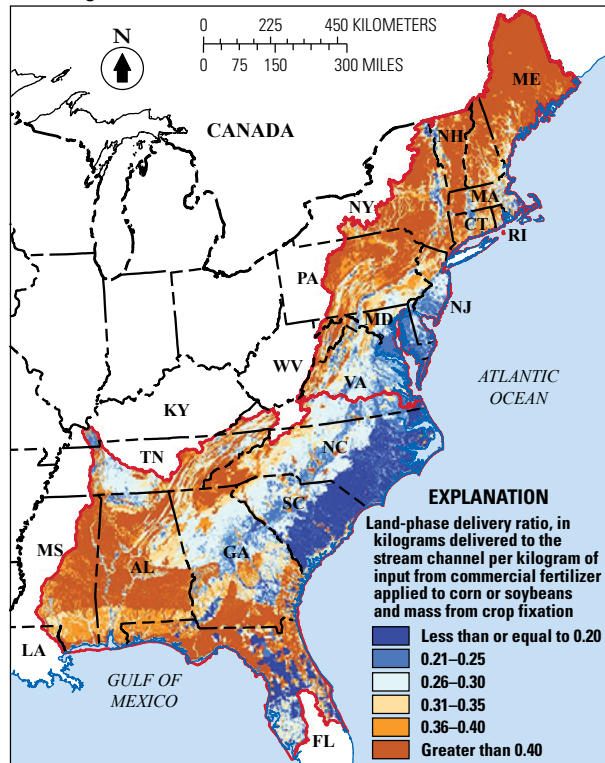 0 225 450 KILOMETERS
0 75 150 300 MILES
N
ME
CANADA
NH
NY
MA
CT
RI
PA
NJ
MD
WV
VA
ATLANTIC
OCEAN
KY
TN
NC
SC
MS
AL
GA
LA
GULF OF
MEXICO
FL
EXPLANATION
Land-phase delivery ratio, in
kilograms delivered to the
stream channel per kilogram of
input from commercial fertilizer
applied to corn or soybeans
and mass from crop fixation
Less than or equal to 0.20
0.21–0.25
0.26–0.30
0.31–0.35
0.36–0.40
Greater than 0.40